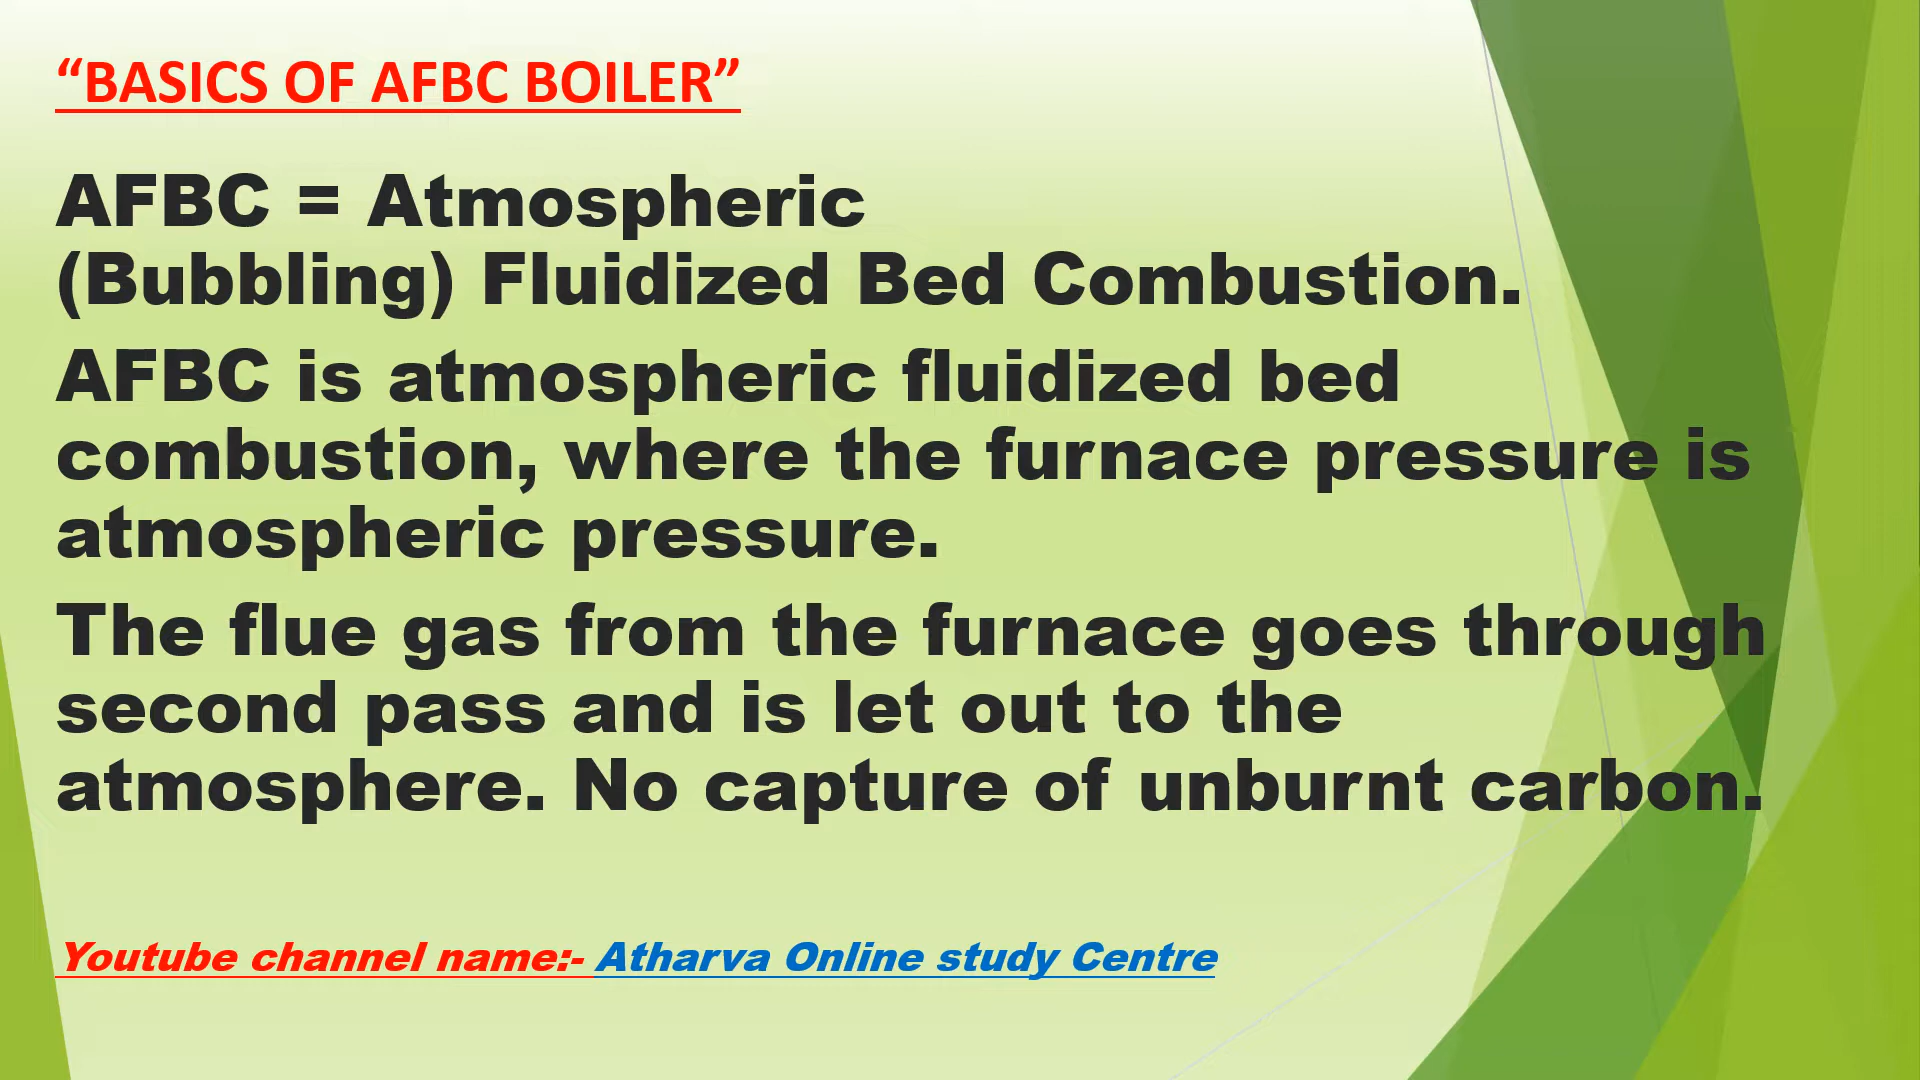 “BASICS OF AFBC BOILER”
AFBC = Atmospheric
(Bubbling) Fluidized Bed Combustion.
AFBC is atmospheric fluidized bed
combustion, where the furnace pressure is
atmospheric pressure.
The flue gas from the furnace goes through
second pass and is let out to the
atmosphere. No capture of unburnt carbon.
Youtube channel name:- Atharva Online study Centre